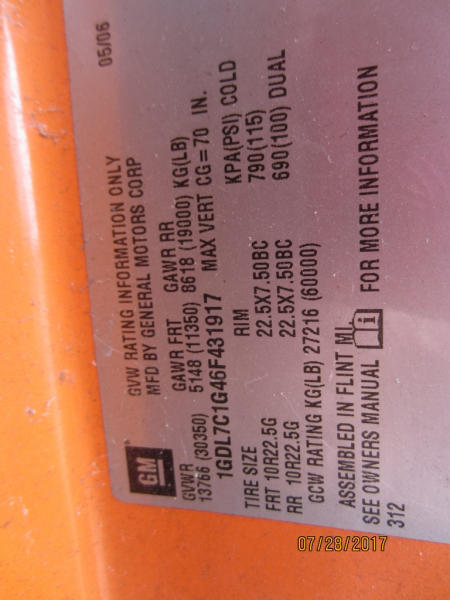 05/06
GVW RATING INFORMATION ONLY
MFD BY GENERAL MOTORS CORP
GM
GVWR GAWR FRT GAWR RR
13766 (30350) 5148 (11350) 8618 (19000) KG(LB)
1GDL7C1G46F431917 MAX VERT CG=70 IN.
TIRE SIZE RIM KPA(PSI) COLD
FRT 10R22.5G 22.5X7.50BC 790(115)
RR 10R22.5G 22.5X7.50BC 690(100) DUAL
GCW RATING KG(LB) 27216 (60000)
ASSEMBLED IN FLINT MI.
SEE OWNERS MANUAL FOR MORE INFORMATION
312
07/28/2017